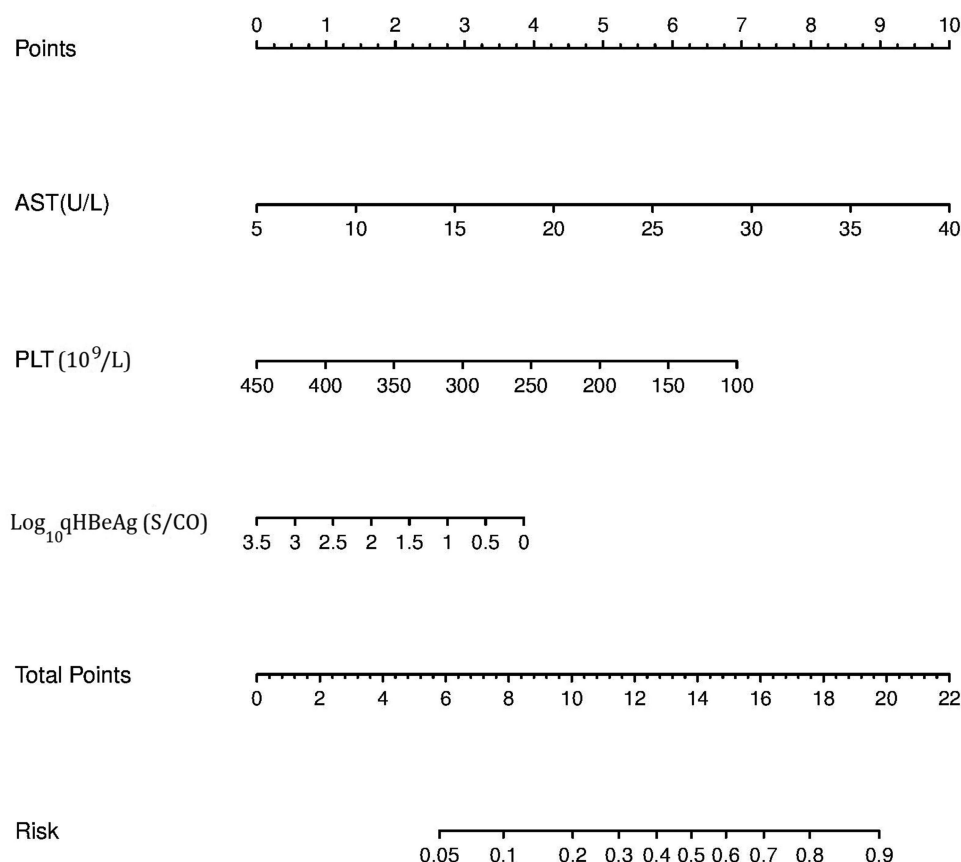 Points
0 1 2 3 4 5 6 7 8 9 10
AST(U/L)
5 10 15 20 25 30 35 40
PLT (10⁹/L)
450 400 350 300 250 200 150 100
Log₁₀qHBeAg (S/CO)
3.5 3 2.5 2 1.5 1 0.5 0
Total Points
0 2 4 6 8 10 12 14 16 18 20 22
Risk
0.05 0.1 0.2 0.3 0.4 0.5 0.6 0.7 0.8 0.9